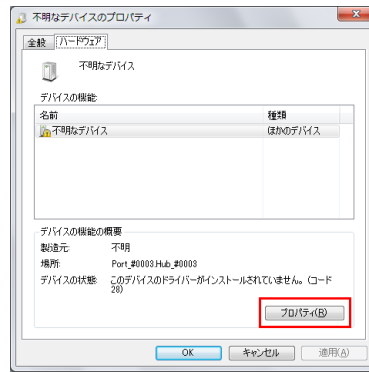 不明なデバイスのプロパティ
全般 ハードウェア
不明なデバイス
デバイスの機能:
名前 種類
不明なデバイス ほかのデバイス
デバイスの機能の概要
製造元: 不明
場所: Port_#0003.Hub_#0003
デバイスの状態: このデバイスのドライバーがインストールされていません。 (コード
28)
プロパティ(R)
OK キャンセル 適用(A)